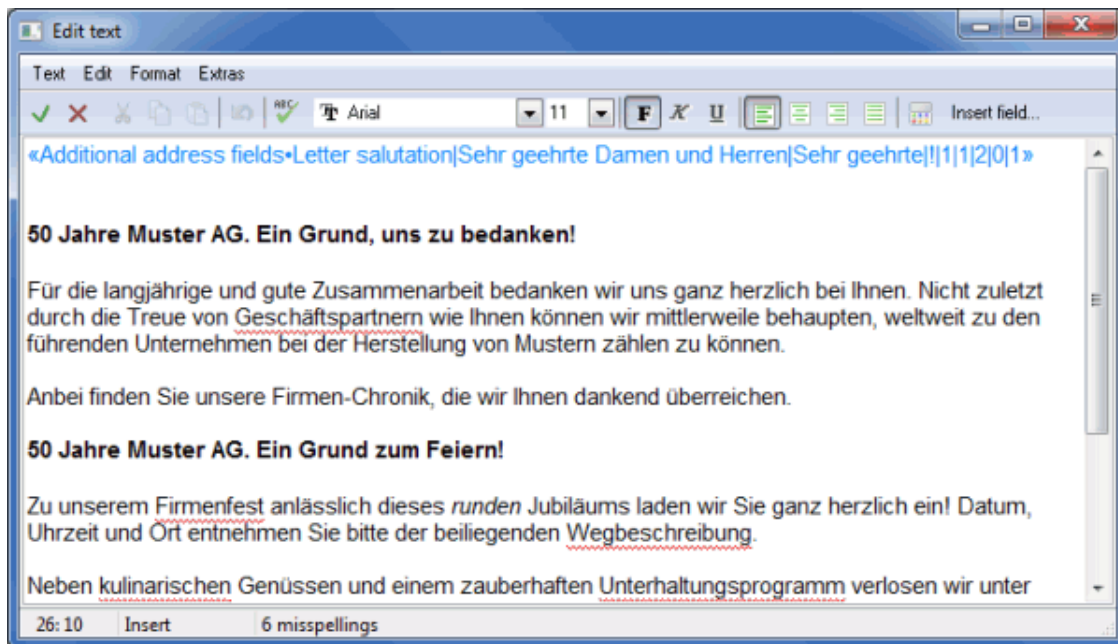 Edit text
Text Edit Format Extras
ABC Arial 11 F K U Insert field...
«Additional address fields•Letter salutation|Sehr geehrte Damen und Herren|Sehr geehrte|!|1|1|2|0|1»
50 Jahre Muster AG. Ein Grund, uns zu bedanken!
Für die langjährige und gute Zusammenarbeit bedanken wir uns ganz herzlich bei Ihnen. Nicht zuletzt
durch die Treue von Geschäftspartnern wie Ihnen können wir mittlerweile behaupten, weltweit zu den
führenden Unternehmen bei der Herstellung von Mustern zählen zu können.
Anbei finden Sie unsere Firmen-Chronik, die wir Ihnen dankend überreichen.
50 Jahre Muster AG. Ein Grund zum Feiern!
Zu unserem Firmenfest anlässlich dieses runden Jubiläums laden wir Sie ganz herzlich ein! Datum,
Uhrzeit und Ort entnehmen Sie bitte der beiliegenden Wegbeschreibung.
Neben kulinarischen Genüssen und einem zauberhaften Unterhaltungsprogramm verlosen wir unter
26:10 Insert 6 misspellings